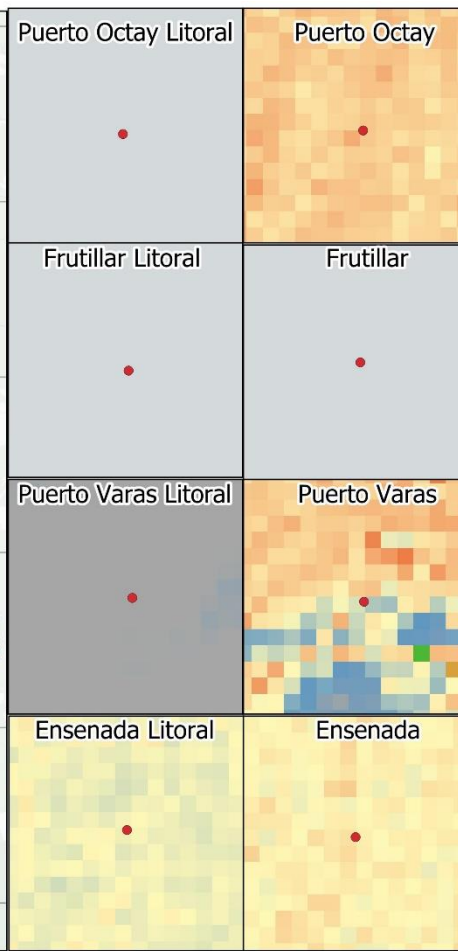 Puerto Octay Litoral
Puerto Octay
Frutillar Litoral
Frutillar
Puerto Varas Litoral
Puerto Varas
Ensenada Litoral
Ensenada